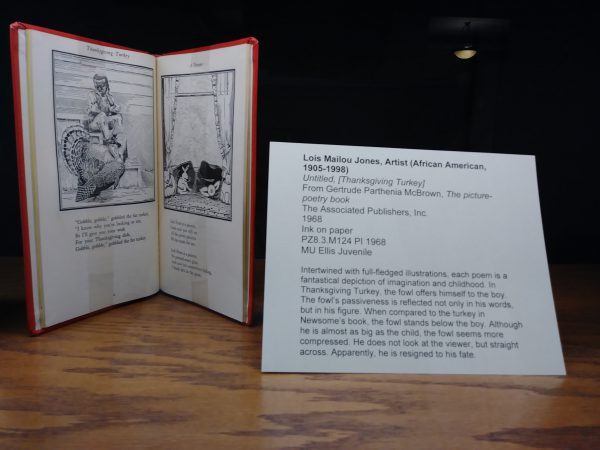 Thanksgiving Turkey
"Gobble, gobble," gobbled the fat turkey,
"I know why you're looking at me,
So I'll give you your wish
For your Thanksgiving dish,
Gobble, gobble," gobbled the fat turkey.
Lois Mailou Jones, Artist (African American,
1905-1998)
Untitled, [Thanksgiving Turkey]
From Gertrude Parthenia McBrown, The picture-
poetry book
The Associated Publishers, Inc.
1968
Ink on paper
PZ8.3.M124 PI 1968
MU Ellis Juvenile
Intertwined with full-fledged illustrations, each poem is a
fantastical depiction of imagination and childhood. In
Thanksgiving Turkey, the fowl offers himself to the boy.
The fowl's passiveness is reflected not only in his words,
but in his figure. When compared to the turkey in
Newsome's book, the fowl stands below the boy. Although
he is almost as big as the child, the fowl seems more
compressed. He does not look at the viewer, but straight
across. Apparently, he is resigned to his fate.